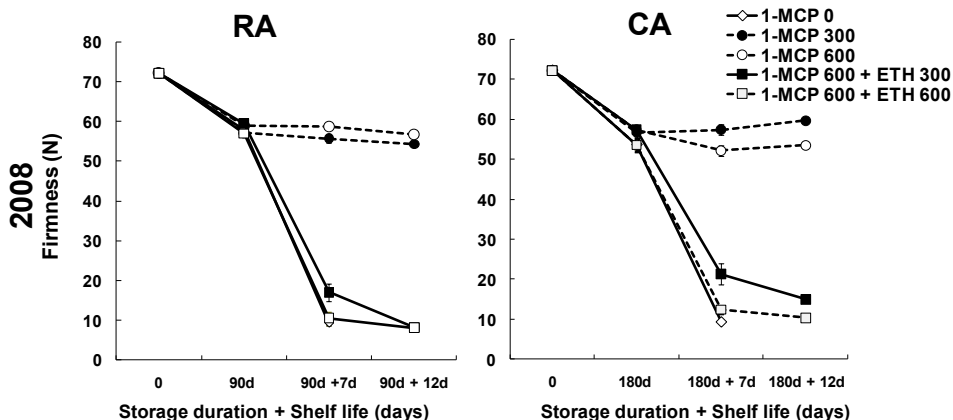 RA
CA
1-MCP 0
1-MCP 300
1-MCP 600
1-MCP 600 + ETH 300
1-MCP 600 + ETH 600
2008
Firmness (N)
80
70
60
50
40
30
20
10
0
0 90d 90d +7d 90d + 12d
Storage duration + Shelf life (days)
80
70
60
50
40
30
20
10
0
0 180d 180d + 7d 180d + 12d
Storage duration + Shelf life (days)